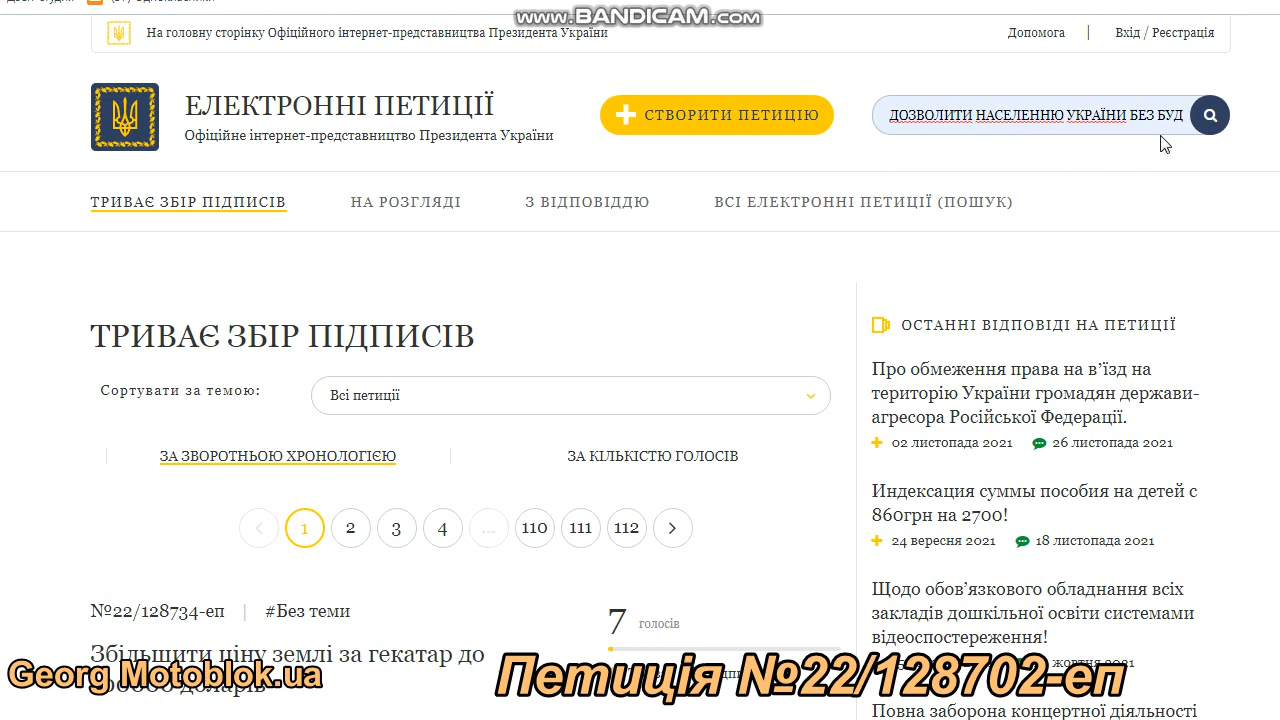 www.BANDICAM.com
На головну сторінку Офіційного інтернет-представництва Президента України
Допомога | Вхід / Реєстрація
ЕЛЕКТРОННІ ПЕТИЦІЇ
Офіційне інтернет-представництво Президента України
СТВОРИТИ ПЕТИЦІЮ
ДОЗВОЛИТИ НАСЕЛЕННЮ УКРАЇНИ БЕЗ БУД
ТРИВАЄ ЗБІР ПІДПИСІВ
НА РОЗГЛЯДІ
З ВІДПОВІДДЮ
ВСІ ЕЛЕКТРОННІ ПЕТИЦІЇ (ПОШУК)
ТРИВАЄ ЗБІР ПІДПИСІВ
Сортувати за темою:
Всі петиції
ЗА ЗВОРОТНЬОЮ ХРОНОЛОГІЄЮ
ЗА КІЛЬКІСТЮ ГОЛОСІВ
1 2 3 4 ... 110 111 112
№22/128734-еп | #Без теми
Збільшити ціну землі за гекатар до
7 голосів
ОСТАННІ ВІДПОВІДІ НА ПЕТИЦІЇ
Про обмеження права на в’їзд на
територію України громадян держави-
агресора Російської Федерації.
02 листопада 2021 26 листопада 2021
Индексация суммы пособия на детей с
860грн на 2700!
24 вересня 2021 18 листопада 2021
Щодо обов’язкового обладнання всіх
закладів дошкільної освіти системами
відеоспостереження!
Повна заборона концертної діяльності
Georg Motoblok.ua
Петиція №22/128702-еп